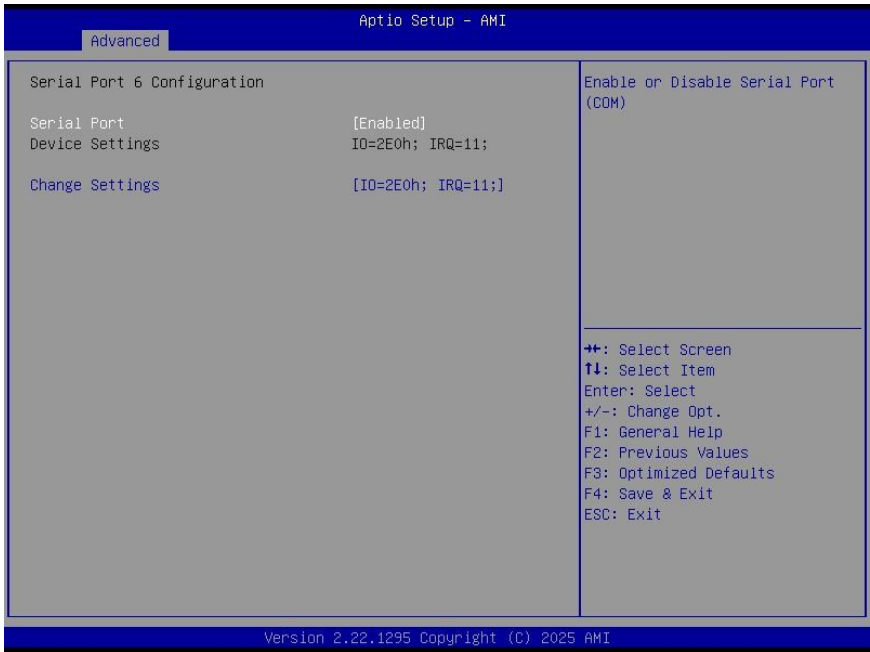 Aptio Setup - AMI
Advanced
Serial Port 6 Configuration
Serial Port [Enabled]
Device Settings IO=2E0h; IRQ=11;
Change Settings [IO=2E0h; IRQ=11;]
Enable or Disable Serial Port
(COM)
→←: Select Screen
↑↓: Select Item
Enter: Select
+/-: Change Opt.
F1: General Help
F2: Previous Values
F3: Optimized Defaults
F4: Save & Exit
ESC: Exit
Version 2.22.1295 Copyright (C) 2025 AMI